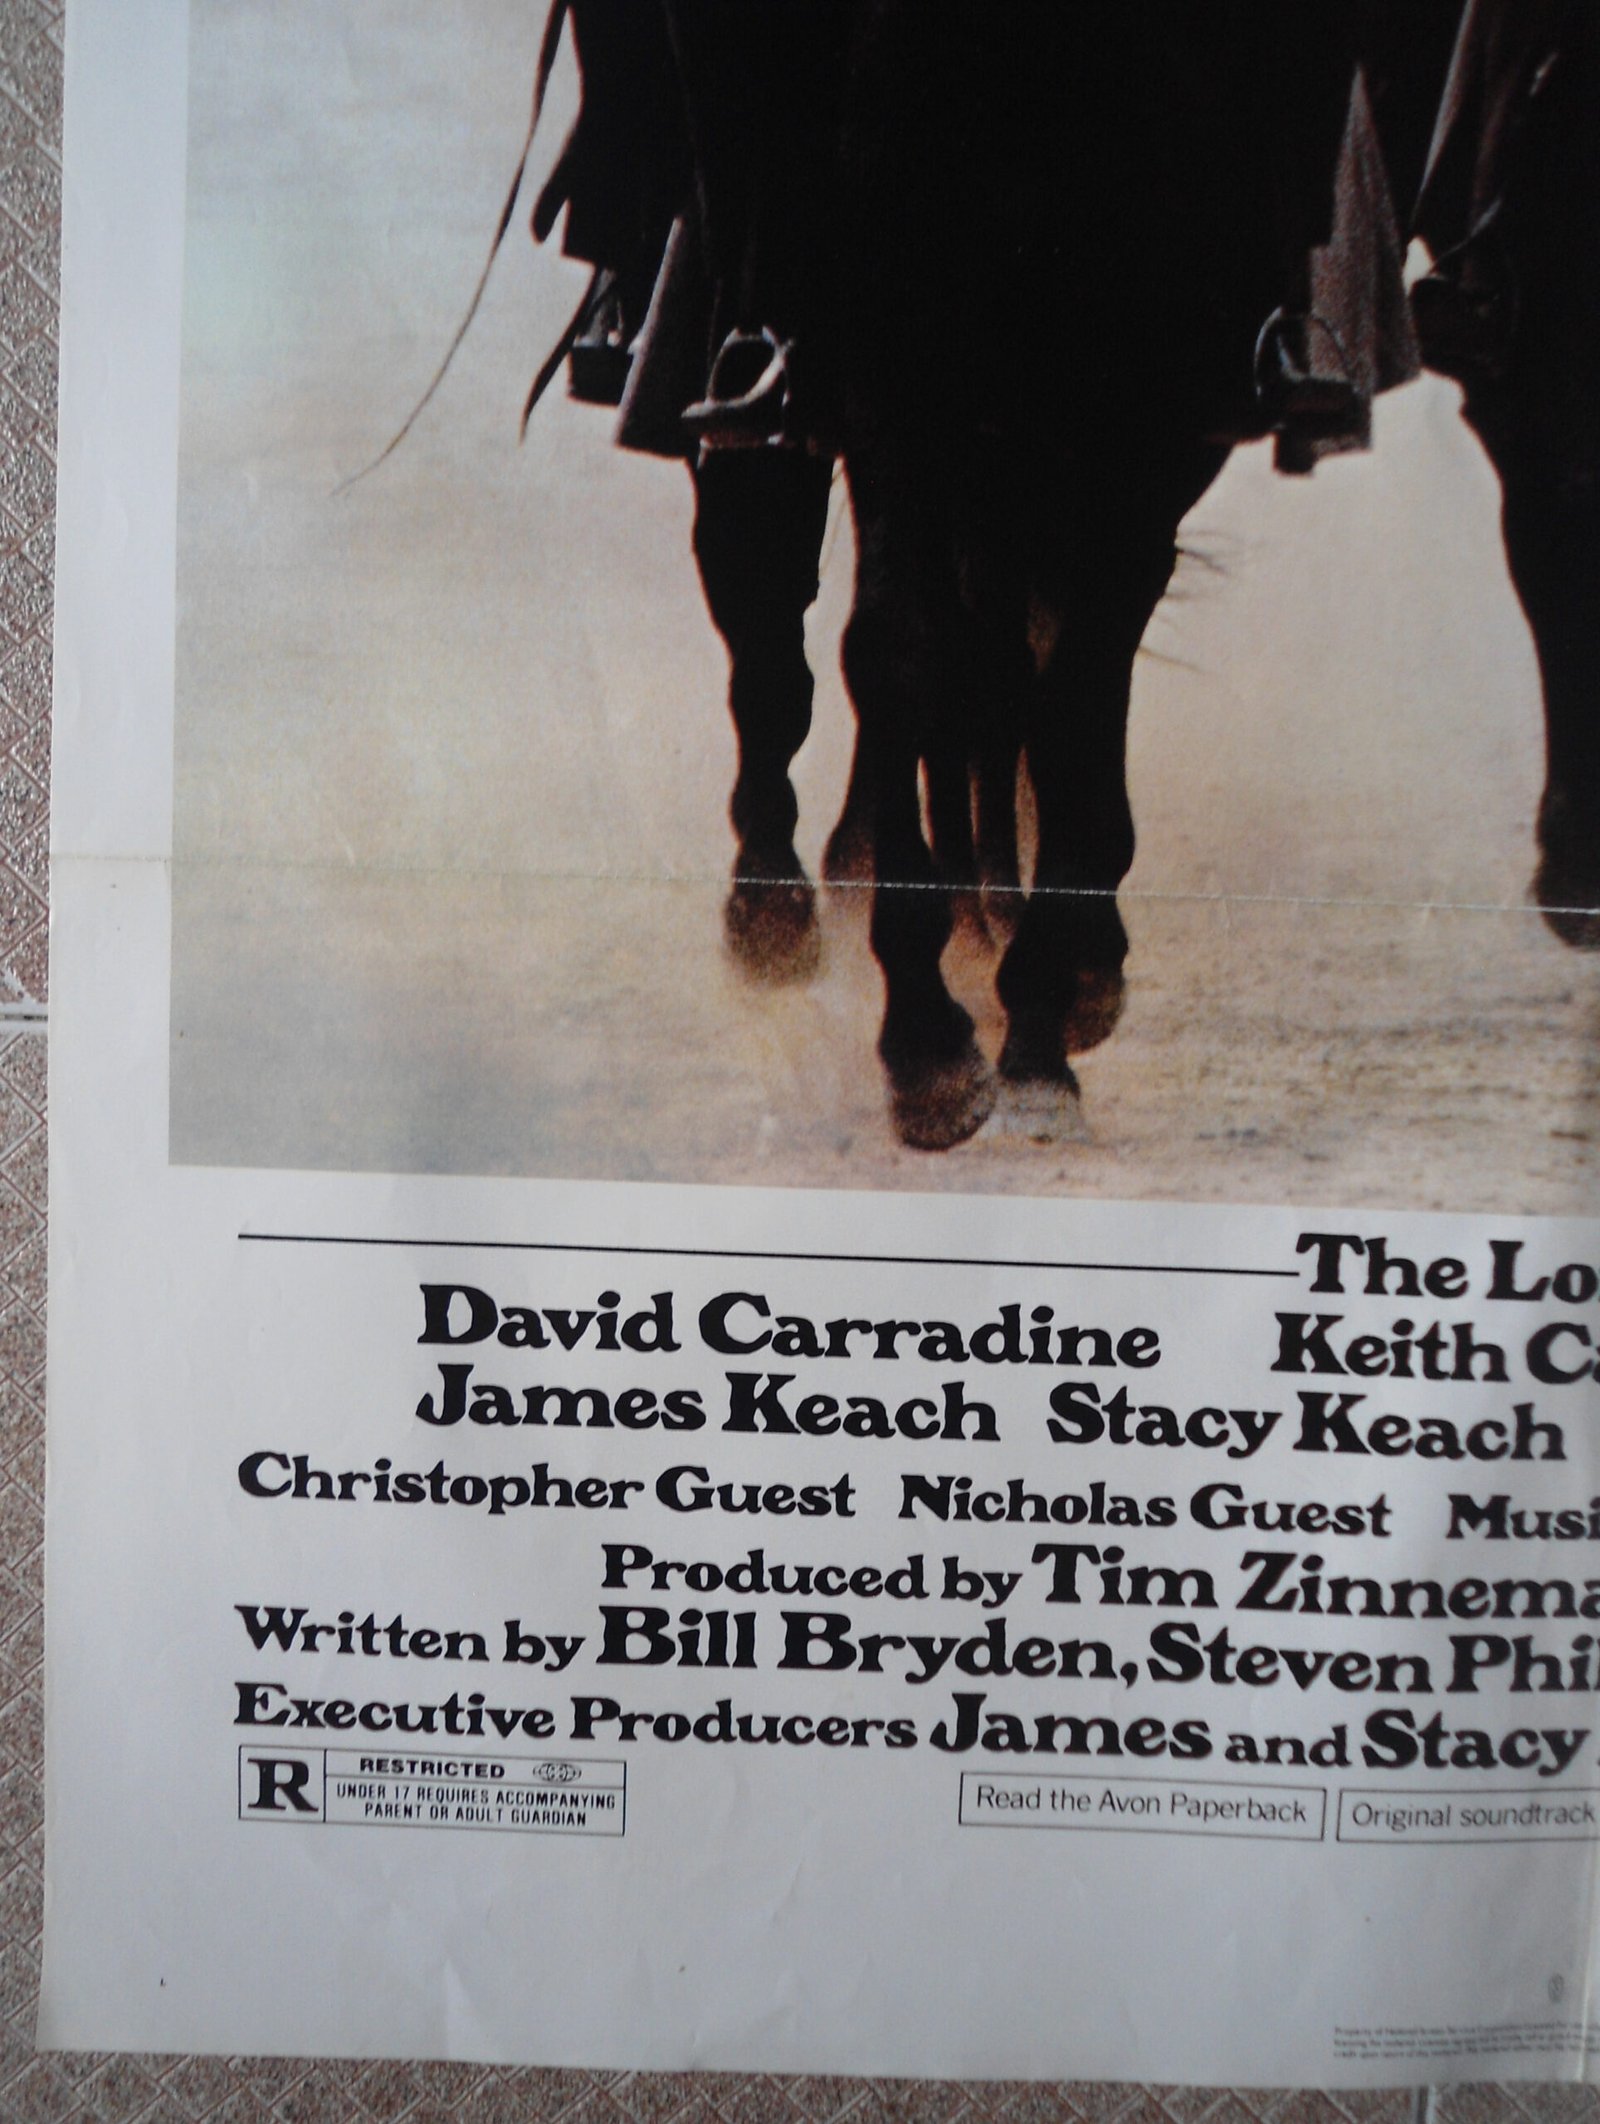 The Lo
David Carradine Keith Ca
James Keach Stacy Keach
Christopher Guest Nicholas Guest Musi
Produced by Tim Zinnema
Written by Bill Bryden, Steven Phil
Executive Producers James and Stacy
R RESTRICTED
UNDER 17 REQUIRES ACCOMPANYING
PARENT OR ADULT GUARDIAN
Read the Avon Paperback Original soundtrack